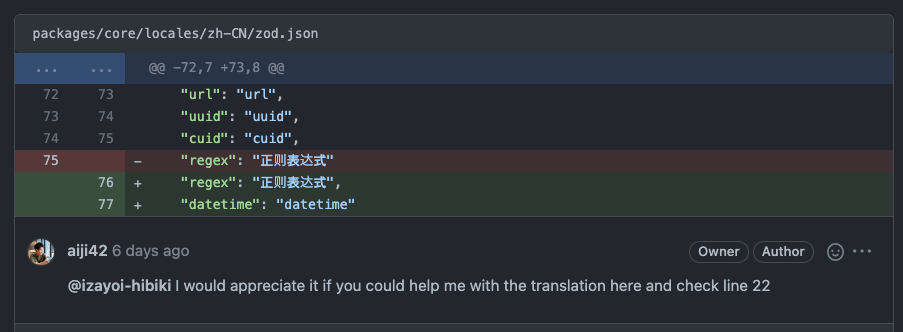 packages/core/locales/zh-CN/zod.json
... ... @@ -72,7 +73,8 @@
72 73 "url": "url",
73 74 "uuid": "uuid",
74 75 "cuid": "cuid",
75 - "regex": "正则表达式"
76 + "regex": "正则表达式",
77 + "datetime": "datetime"
aiji42 6 days ago Owner Author ...
@izayoi-hibiki I would appreciate it if you could help me with the translation here and check line 22